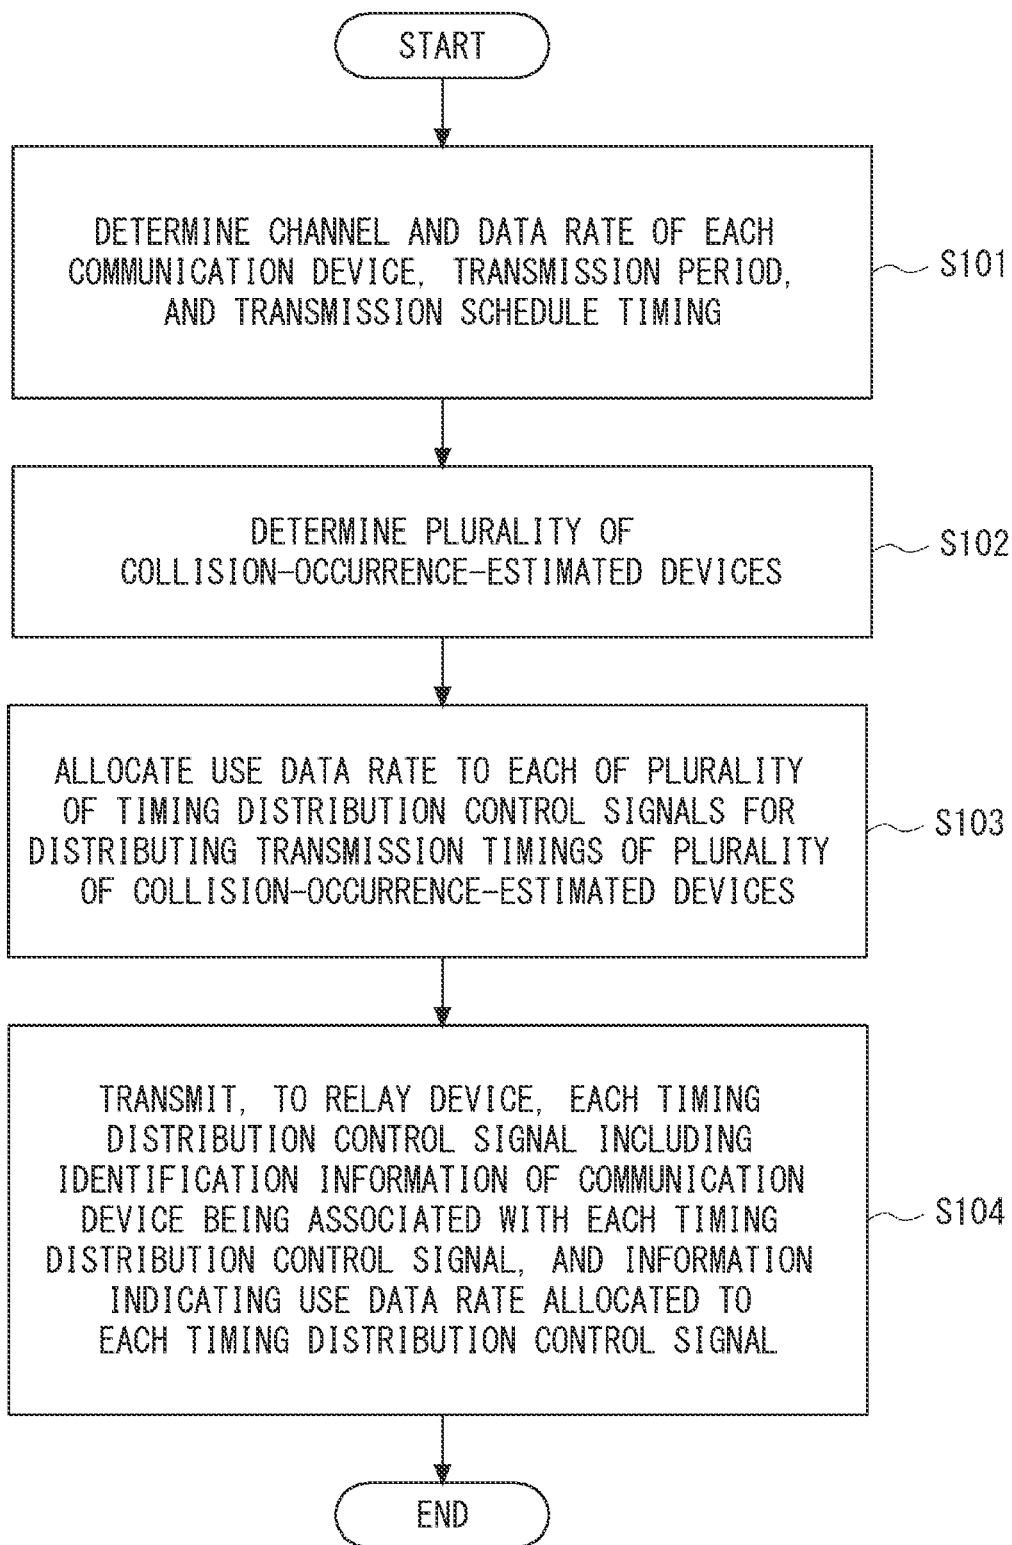 START
DETERMINE CHANNEL AND DATA RATE OF EACH
COMMUNICATION DEVICE, TRANSMISSION PERIOD,
AND TRANSMISSION SCHEDULE TIMING
S101
DETERMINE PLURALITY OF
COLLISION-OCCURRENCE-ESTIMATED DEVICES
S102
ALLOCATE USE DATA RATE TO EACH OF PLURALITY
OF TIMING DISTRIBUTION CONTROL SIGNALS FOR
DISTRIBUTING TRANSMISSION TIMINGS OF PLURALITY
OF COLLISION-OCCURRENCE-ESTIMATED DEVICES
S103
TRANSMIT, TO RELAY DEVICE, EACH TIMING
DISTRIBUTION CONTROL SIGNAL INCLUDING
IDENTIFICATION INFORMATION OF COMMUNICATION
DEVICE BEING ASSOCIATED WITH EACH TIMING
DISTRIBUTION CONTROL SIGNAL, AND INFORMATION
INDICATING USE DATA RATE ALLOCATED TO
EACH TIMING DISTRIBUTION CONTROL SIGNAL
S104
END